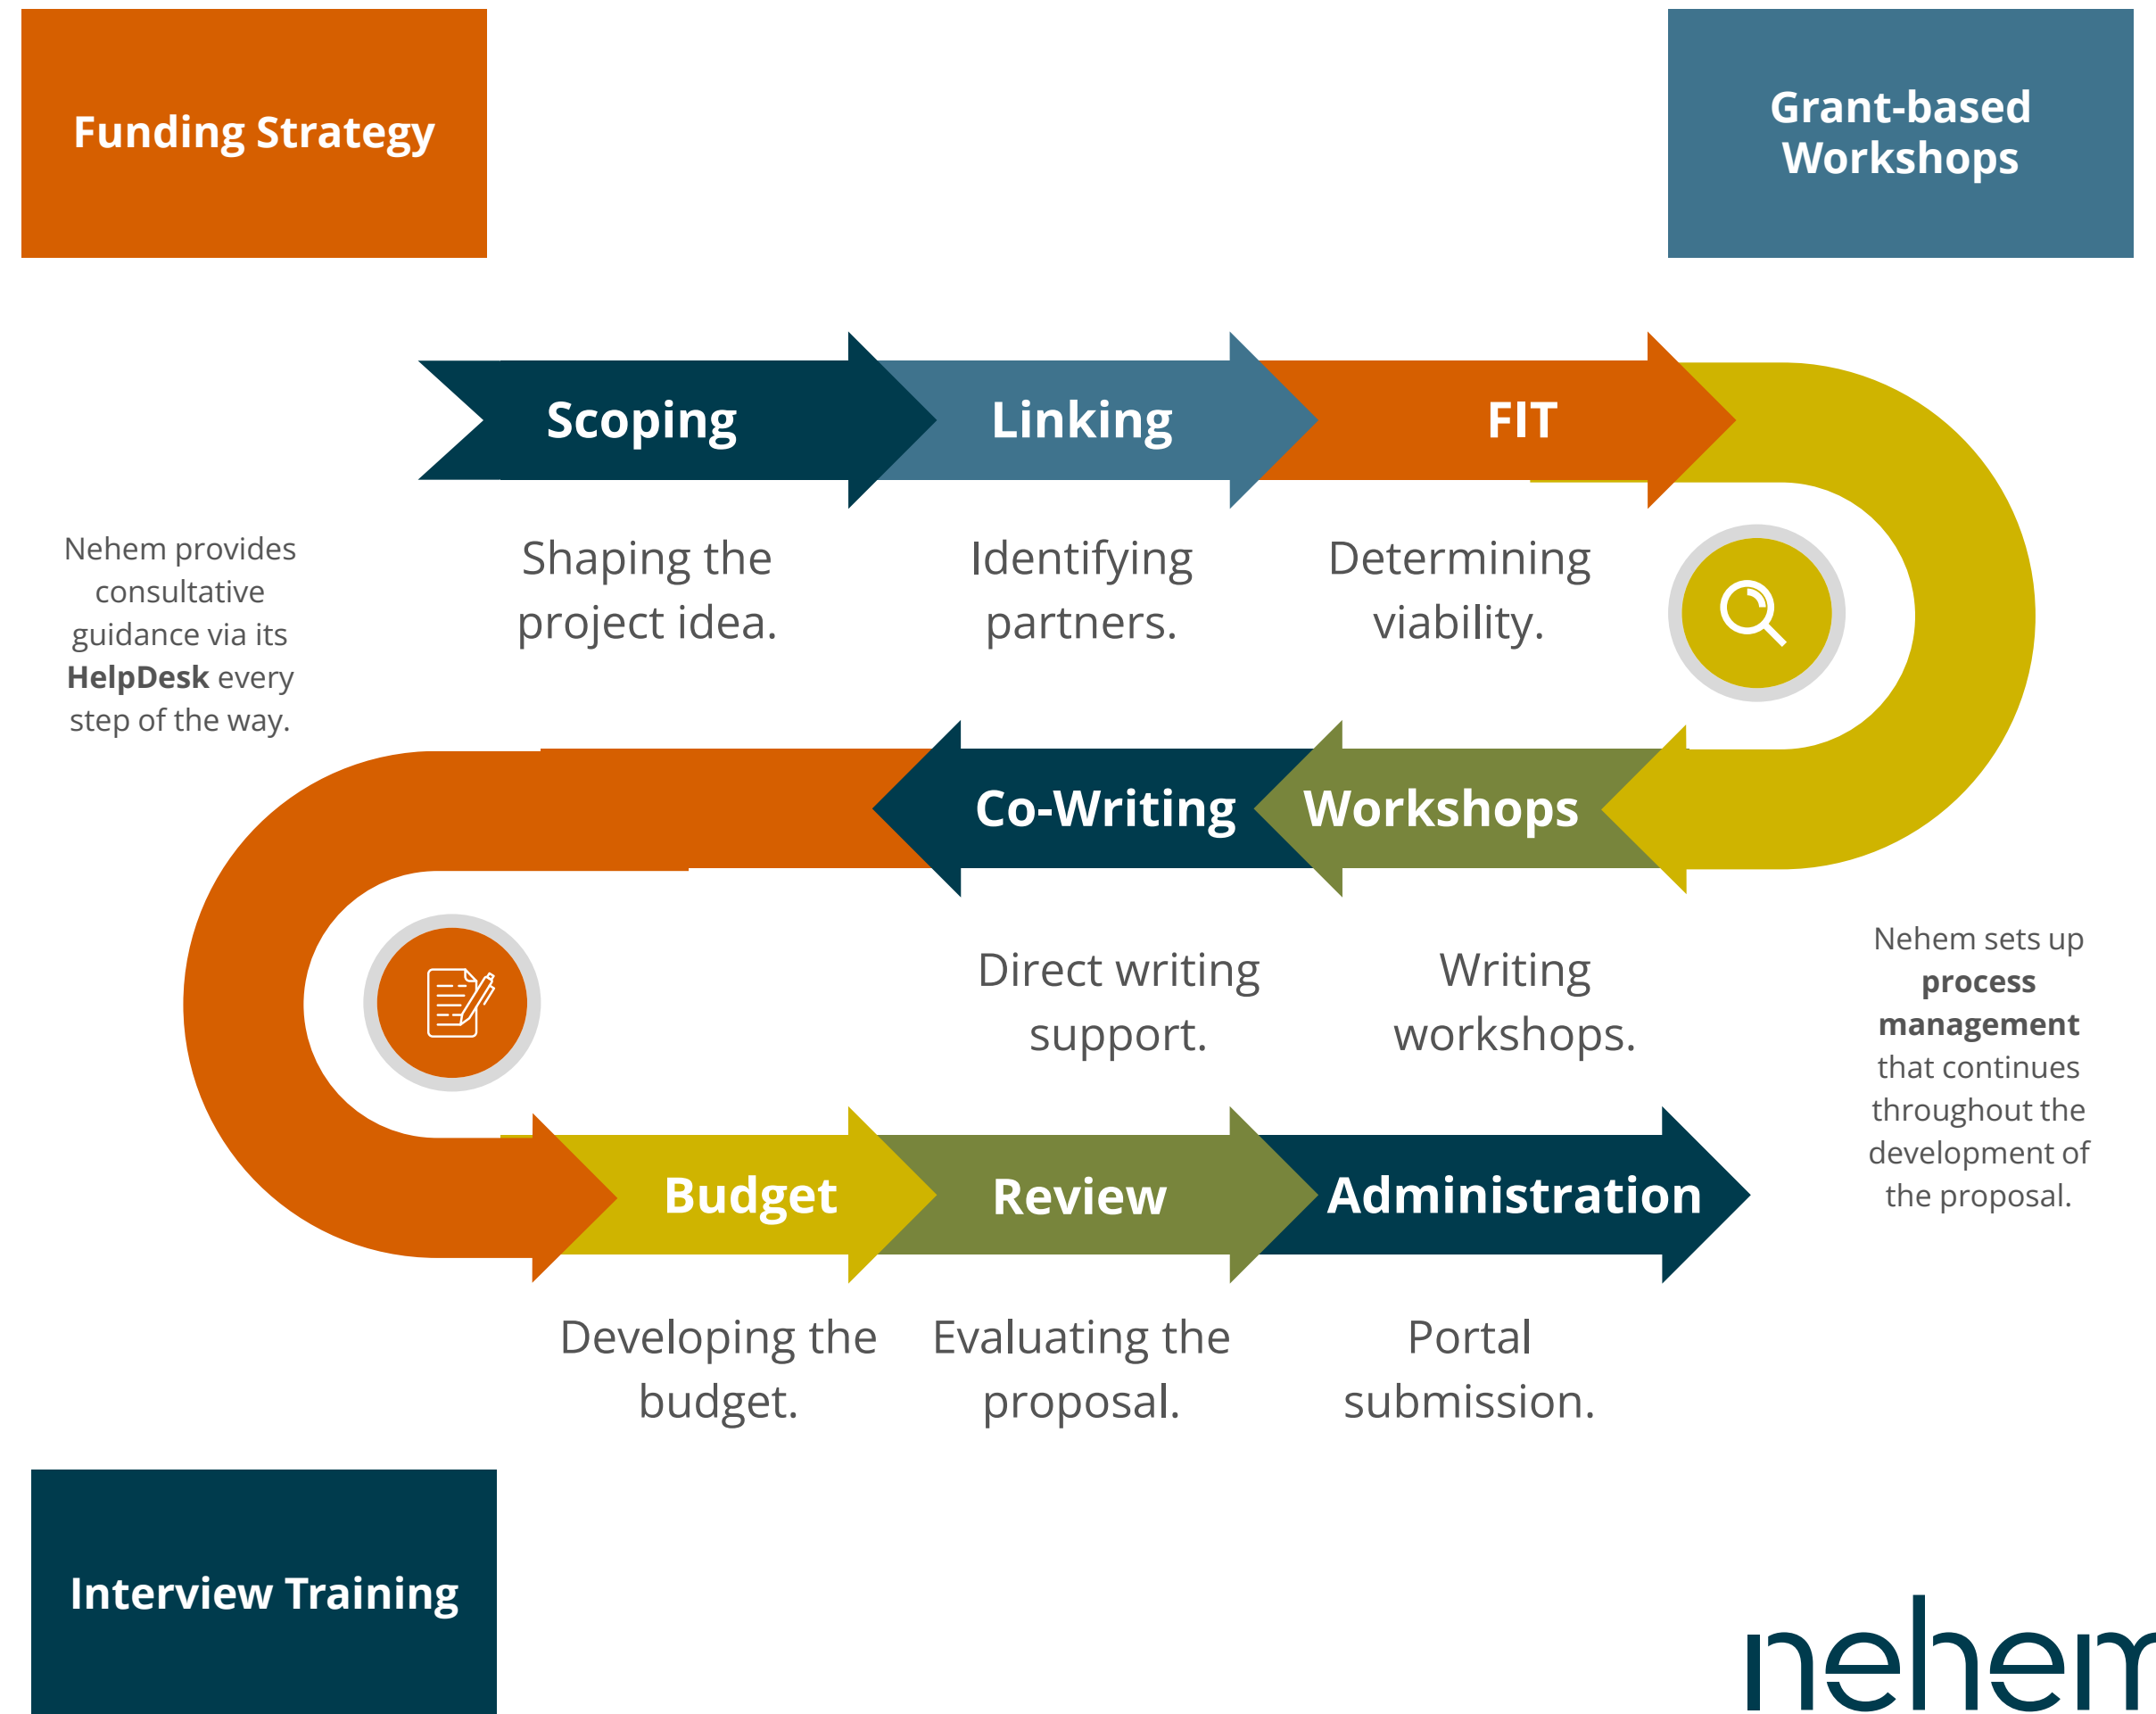 Funding Strategy
Grant-based
Workshops
Scoping
Linking
FIT
Shaping the
project idea.
Identifying
partners.
Determining
viability.
Nehem provides
consultative
guidance via its
HelpDesk every
step of the way.
Co-Writing
Workshops
Direct writing
support.
Writing
workshops.
Nehem sets up
process
management
that continues
throughout the
development of
the proposal.
Budget
Review
Administration
Developing the
budget.
Evaluating the
proposal.
Portal
submission.
Interview Training
nehem